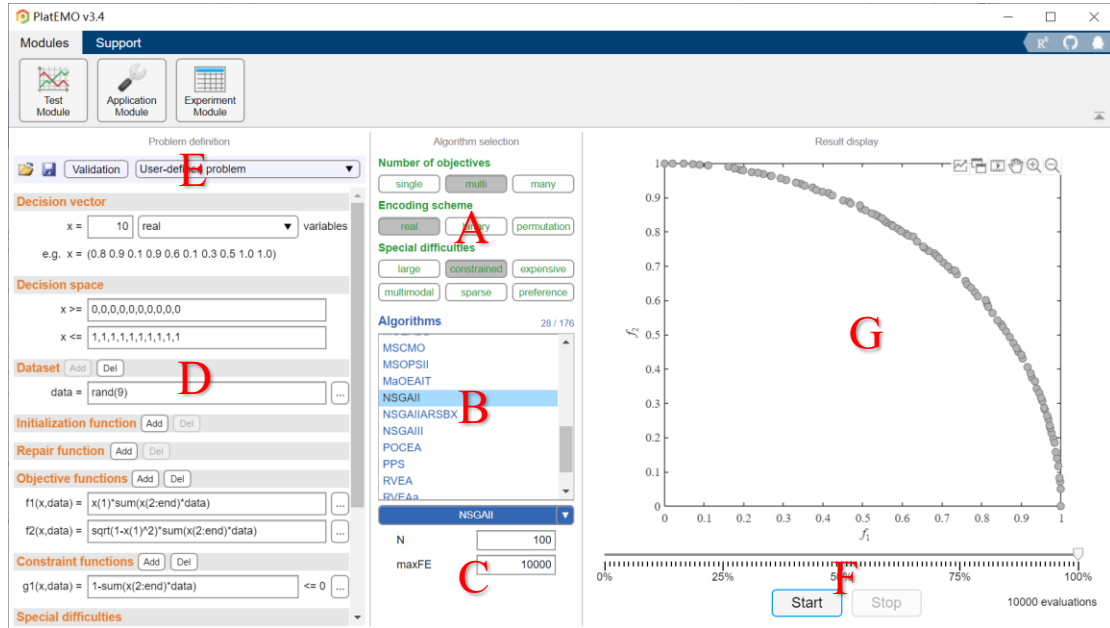 PlatEMO v3.4
Modules Support
Test Module
Application Module
Experiment Module
Problem definition
Validation User-defined problem
E
Decision vector
x = 10 real variables
e.g. x = (0.8 0.9 0.1 0.9 0.6 0.1 0.3 0.5 1.0 1.0)
Decision space
x >= 0,0,0,0,0,0,0,0,0,0
x <= 1,1,1,1,1,1,1,1,1,1
Dataset Add Del
D
data = rand(9) ...
Initialization function Add Del
Repair function Add Del
Objective functions Add Del
f1(x,data) = x(1)*sum(x(2:end)*data) ...
f2(x,data) = sqrt(1-x(1)^2)*sum(x(2:end)*data) ...
Constraint functions Add Del
g1(x,data) = 1-sum(x(2:end)*data) <= 0 ...
Special difficulties
Algorithm selection
Number of objectives
single multi many
Encoding scheme
real binary permutation
A
Special difficulties
large constrained expensive
multimodal sparse preference
Algorithms 28 / 176
MSCMO
MSOPSII
MaOEAIT
NSGAII
NSGAIIARSBX
B
NSGAIII
POCEA
PPS
RVEA
RVEAa
NSGAII
N 100
maxFE 10000
C
Result display
1
0.9
0.8
0.7
0.6
0.5
0.4
0.3
0.2
0.1
0
f2
G
0 0.1 0.2 0.3 0.4 0.5 0.6 0.7 0.8 0.9 1
f1
0% 25% 50% 75% 100%
F
Start Stop 10000 evaluations